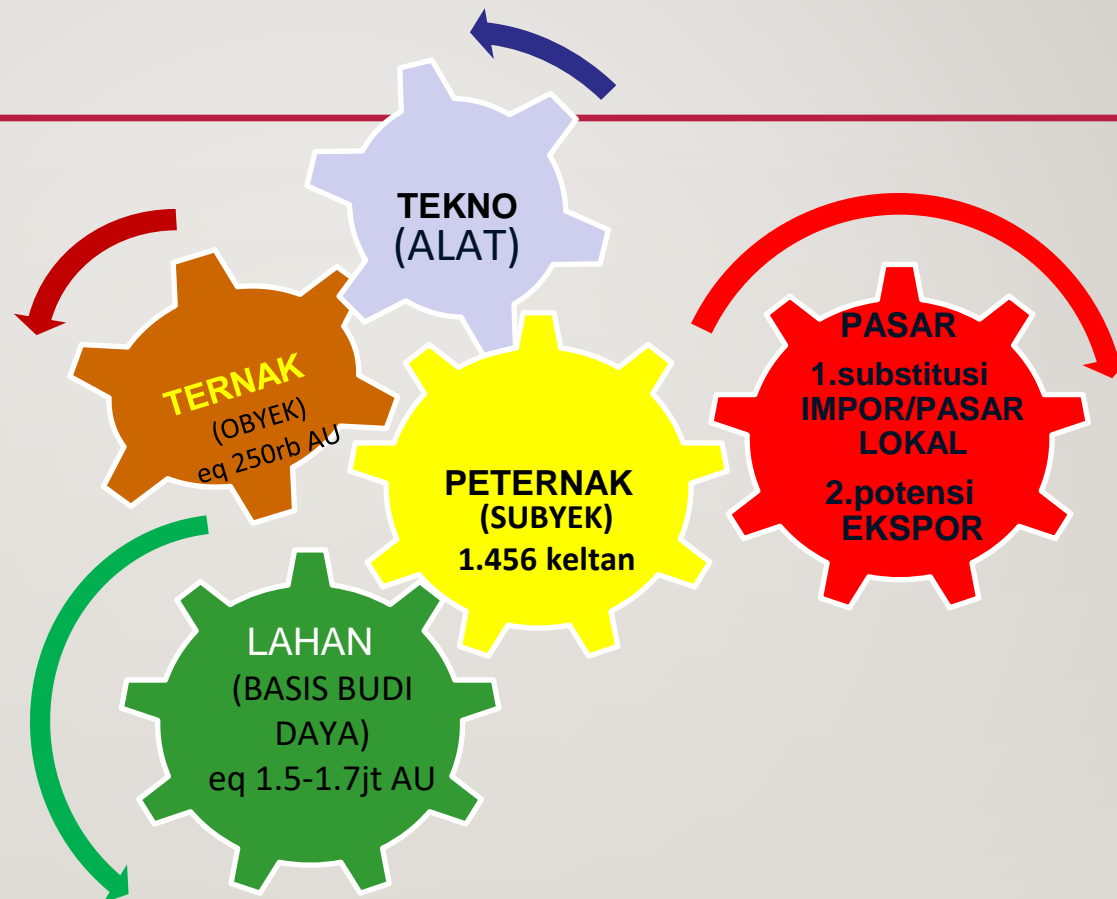 TEKNO
(ALAT)
TERNAK
(OBYEK)
eq 250rb AU
PETERNAK
(SUBYEK)
1.456 keltan
PASAR
1.substitusi
IMPOR/PASAR
LOKAL
2.potensi
EKSPOR
LAHAN
(BASIS BUDI
DAYA)
eq 1.5-1.7jt AU